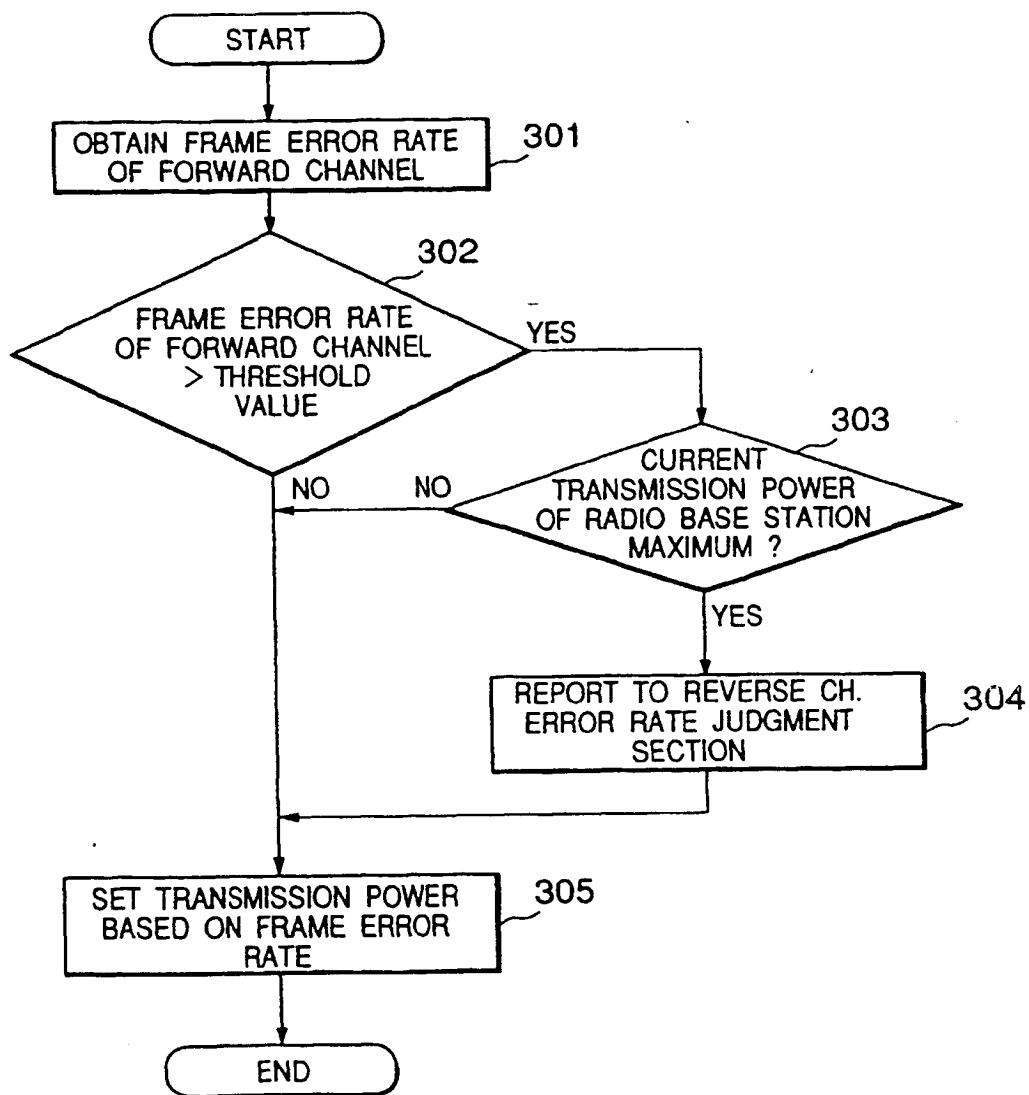 START
OBTAIN FRAME ERROR RATE
OF FORWARD CHANNEL
301
302
FRAME ERROR RATE
OF FORWARD CHANNEL
> THRESHOLD
VALUE
YES
303
CURRENT
TRANSMISSION POWER
OF RADIO BASE STATION
MAXIMUM ?
NO
NO
YES
REPORT TO REVERSE CH.
ERROR RATE JUDGMENT
SECTION
304
SET TRANSMISSION POWER
BASED ON FRAME ERROR
RATE
305
END